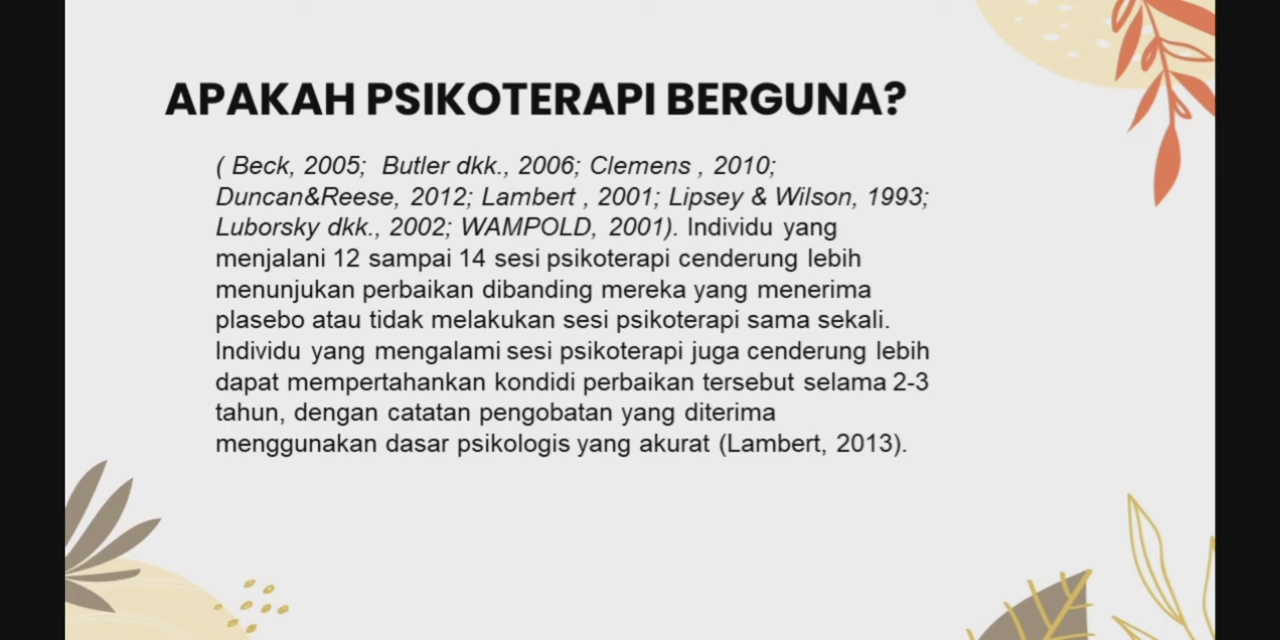 APAKAH PSIKOTERAPI BERGUNA?
( Beck, 2005; Butler dkk., 2006; Clemens , 2010;
Duncan&Reese, 2012; Lambert , 2001; Lipsey & Wilson, 1993;
Luborsky dkk., 2002; WAMPOLD, 2001). Individu yang
menjalani 12 sampai 14 sesi psikoterapi cenderung lebih
menunjukan perbaikan dibanding mereka yang menerima
plasebo atau tidak melakukan sesi psikoterapi sama sekali.
Individu yang mengalami sesi psikoterapi juga cenderung lebih
dapat mempertahankan kondidi perbaikan tersebut selama 2-3
tahun, dengan catatan pengobatan yang diterima
menggunakan dasar psikologis yang akurat (Lambert, 2013).